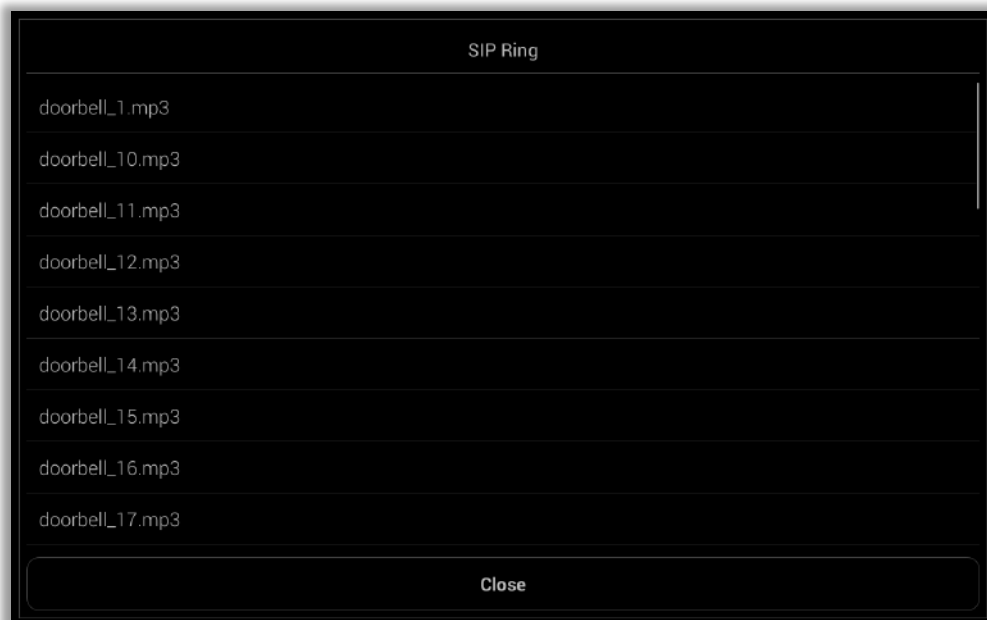 SIP Ring
doorbell_1.mp3
doorbell_10.mp3
doorbell_11.mp3
doorbell_12.mp3
doorbell_13.mp3
doorbell_14.mp3
doorbell_15.mp3
doorbell_16.mp3
doorbell_17.mp3
Close